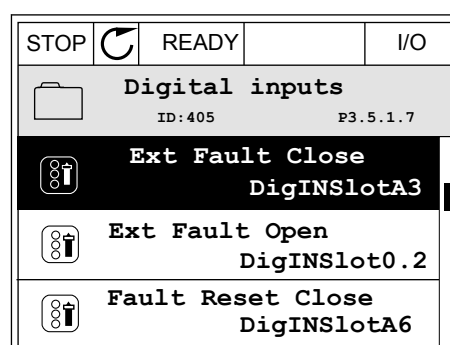 STOP READY I/O
Digital inputs
ID:405 P3.5.1.7
Ext Fault Close
DigINSlotA3
Ext Fault Open
DigINSlot0.2
Fault Reset Close
DigINSlotA6